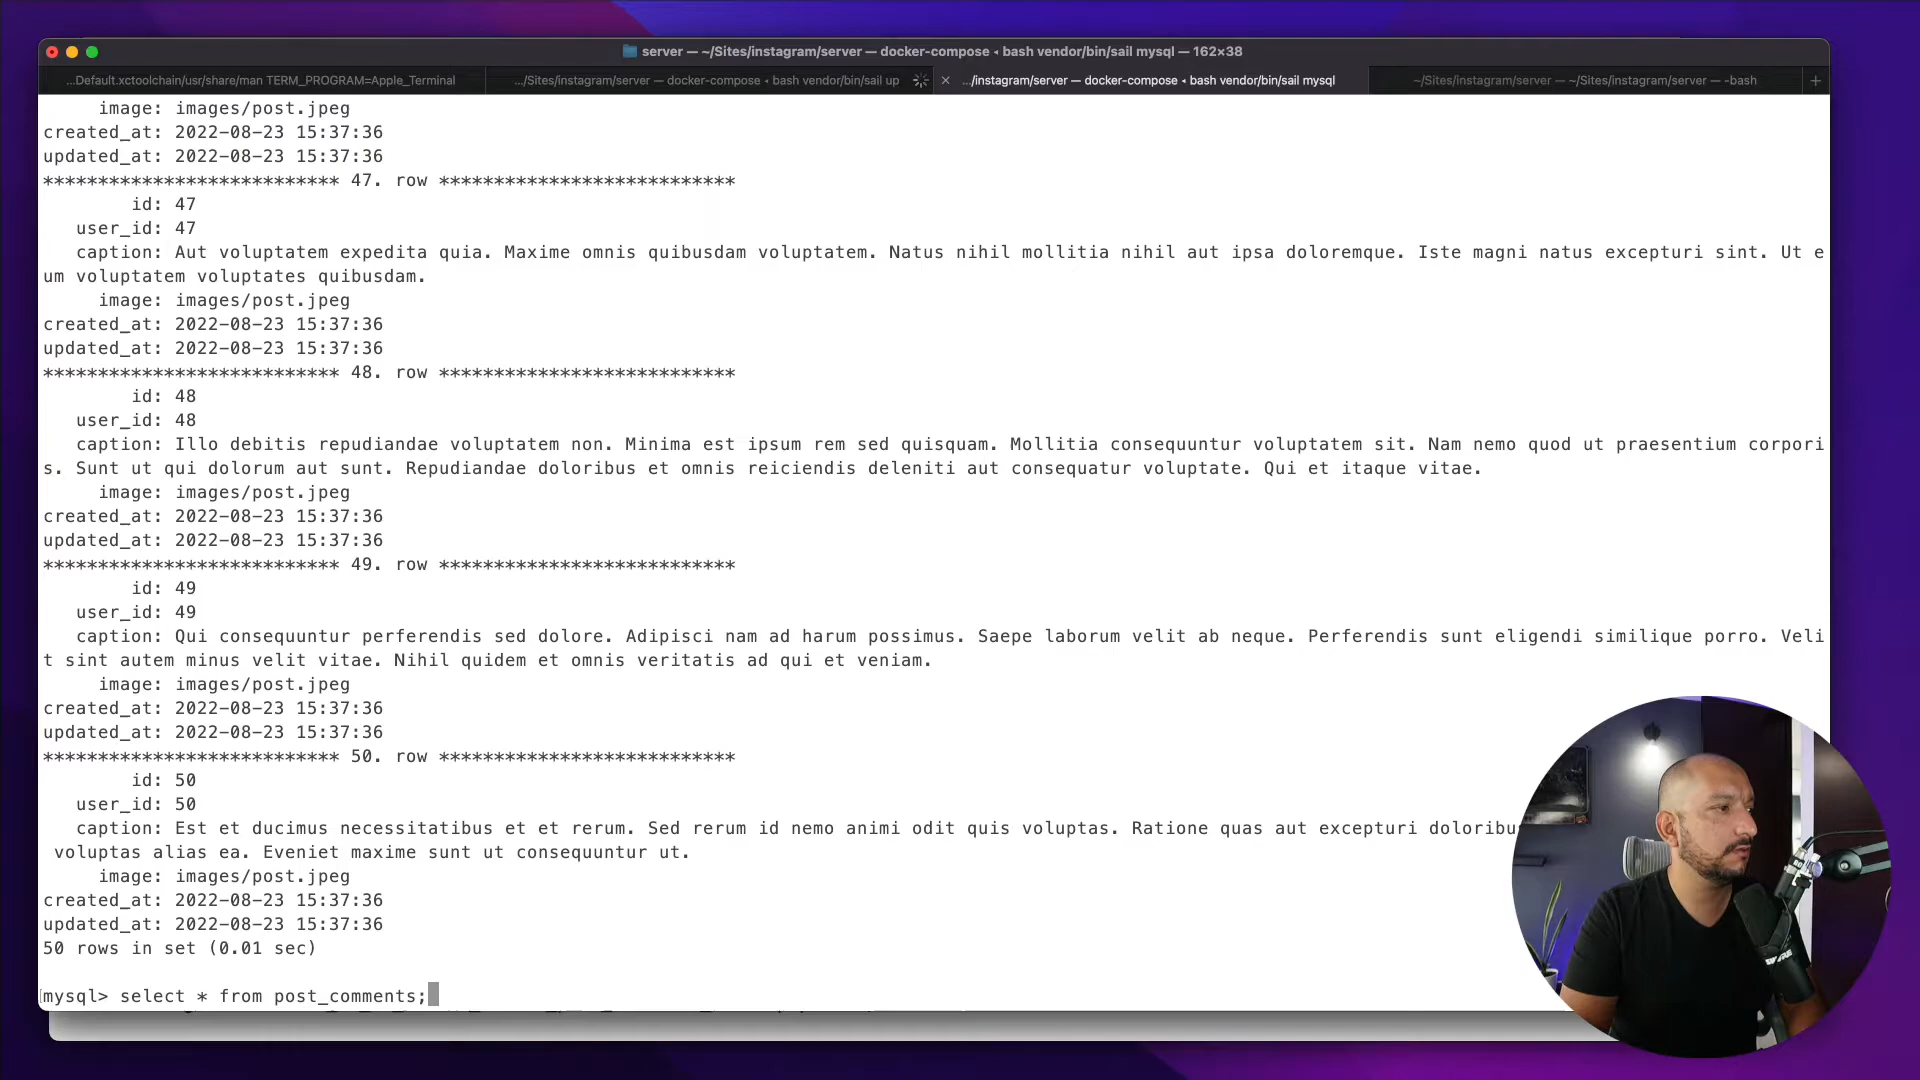 server — ~/Sites/instagram/server — docker-compose ◂ bash vendor/bin/sail mysql — 162×38
...Default.xctoolchain/usr/share/man TERM_PROGRAM=Apple_Terminal
.../Sites/instagram/server — docker-compose ◂ bash vendor/bin/sail up
.../instagram/server — docker-compose ◂ bash vendor/bin/sail mysql
~/Sites/instagram/server — ~/Sites/instagram/server — -bash
image: images/post.jpeg
created_at: 2022-08-23 15:37:36
updated_at: 2022-08-23 15:37:36
*************************** 47. row ***************************
id: 47
user_id: 47
caption: Aut voluptatem expedita quia. Maxime omnis quibusdam voluptatem. Natus nihil mollitia nihil aut ipsa doloremque. Iste magni natus excepturi sint. Ut e
um voluptatem voluptates quibusdam.
image: images/post.jpeg
created_at: 2022-08-23 15:37:36
updated_at: 2022-08-23 15:37:36
*************************** 48. row ***************************
id: 48
user_id: 48
caption: Illo debitis repudiandae voluptatem non. Minima est ipsum rem sed quisquam. Mollitia consequuntur voluptatem sit. Nam nemo quod ut praesentium corpori
s. Sunt ut qui dolorum aut sunt. Repudiandae doloribus et omnis reiciendis deleniti aut consequatur voluptate. Qui et itaque vitae.
image: images/post.jpeg
created_at: 2022-08-23 15:37:36
updated_at: 2022-08-23 15:37:36
*************************** 49. row ***************************
id: 49
user_id: 49
caption: Qui consequuntur perferendis sed dolore. Adipisci nam ad harum possimus. Saepe laborum velit ab neque. Perferendis sunt eligendi similique porro. Veli
t sint autem minus velit vitae. Nihil quidem et omnis veritatis ad qui et veniam.
image: images/post.jpeg
created_at: 2022-08-23 15:37:36
updated_at: 2022-08-23 15:37:36
*************************** 50. row ***************************
id: 50
user_id: 50
caption: Est et ducimus necessitatibus et et rerum. Sed rerum id nemo animi odit quis voluptas. Ratione quas aut excepturi doloribus
voluptas alias ea. Eveniet maxime sunt ut consequuntur ut.
image: images/post.jpeg
created_at: 2022-08-23 15:37:36
updated_at: 2022-08-23 15:37:36
50 rows in set (0.01 sec)
mysql> select * from post_comments;